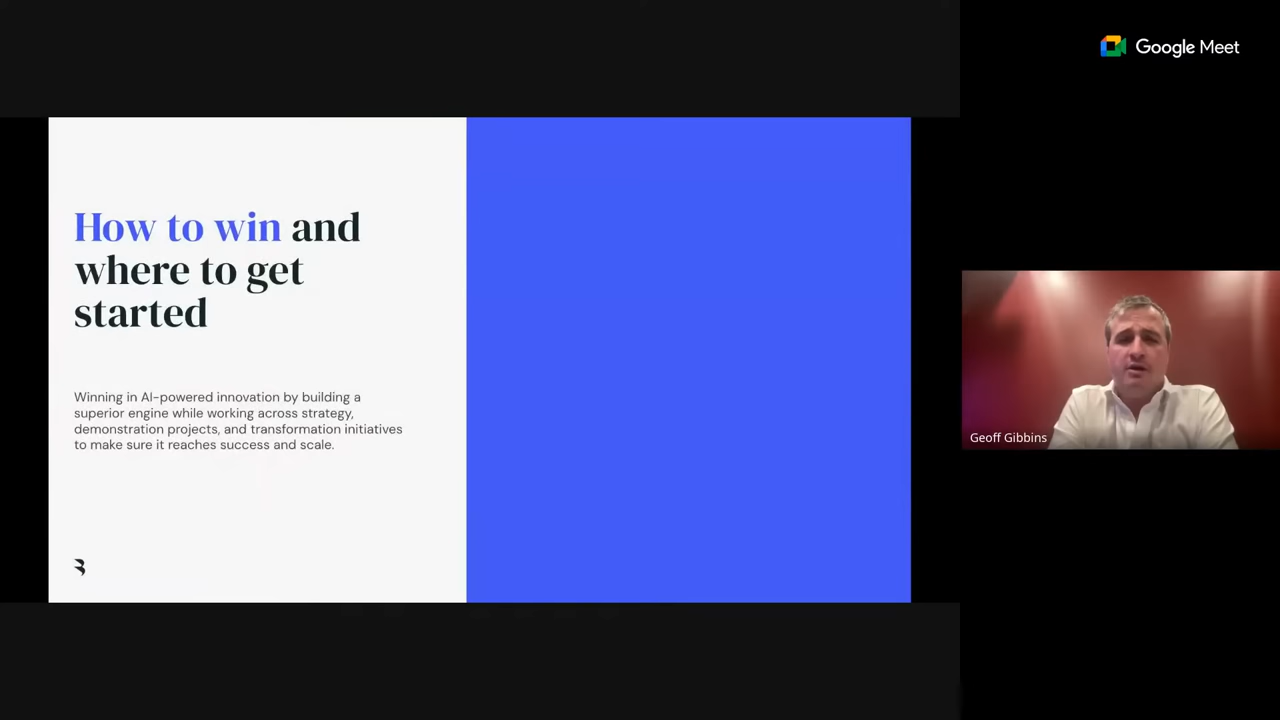 Google Meet
How to win and
where to get
started
Winning in AI-powered innovation by building a
superior engine while working across strategy,
demonstration projects, and transformation initiatives
to make sure it reaches success and scale.
Geoff Gibbins